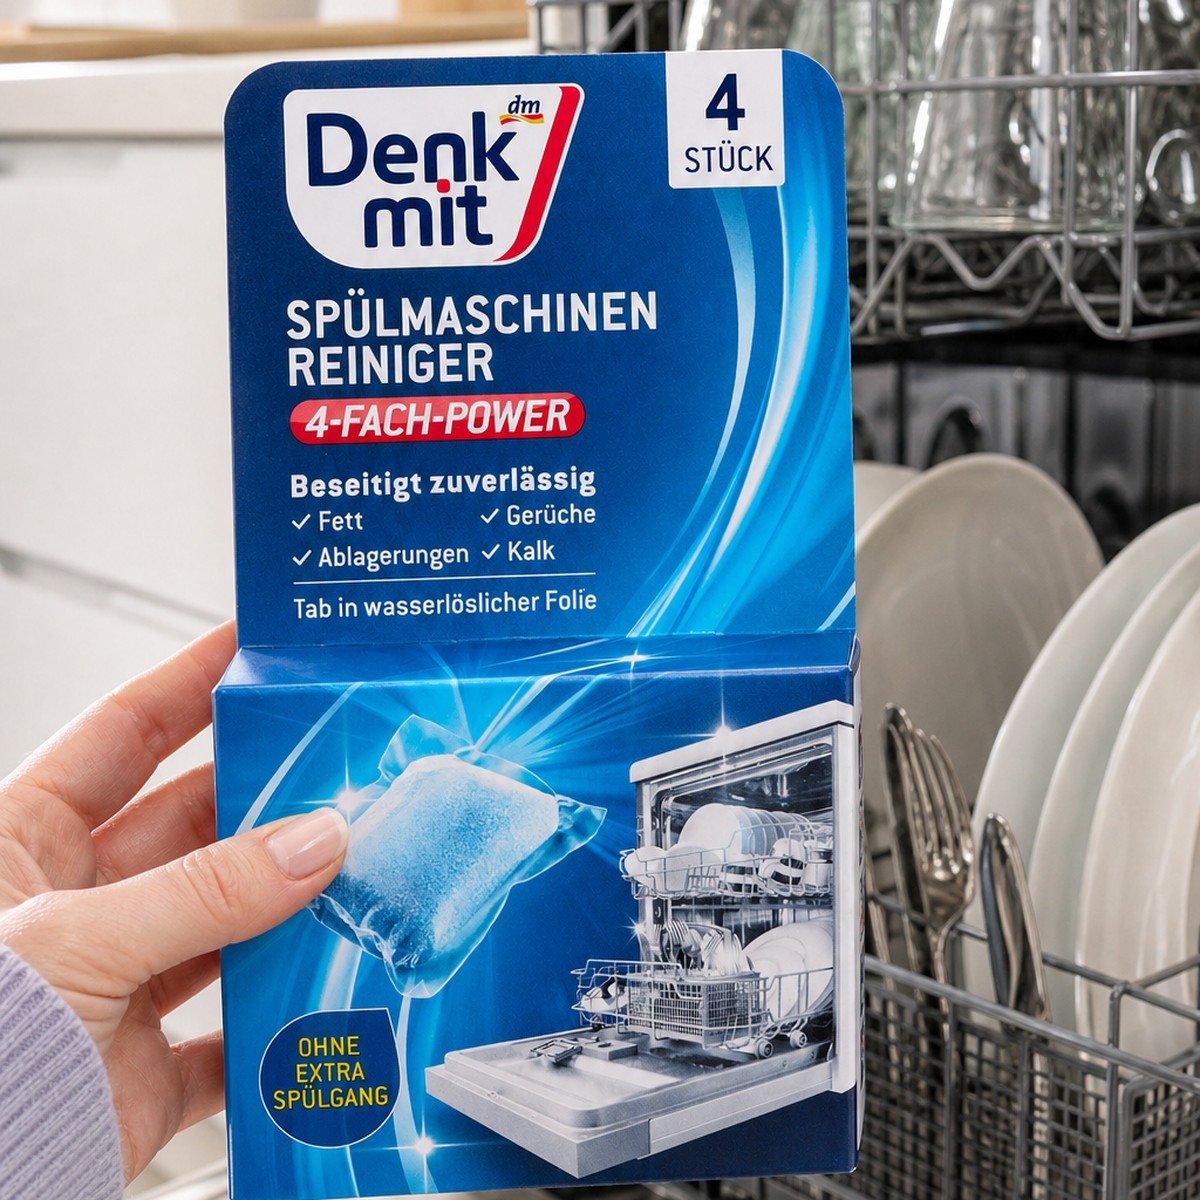 dm
Denk
mit
4
STÜCK
SPÜLMASCHINEN
REINIGER
4-FACH-POWER
Beseitigt zuverlässig
✓ Fett ✓ Gerüche
✓ Ablagerungen ✓ Kalk
Tab in wasserlöslicher Folie
OHNE
EXTRA
SPÜLGANG